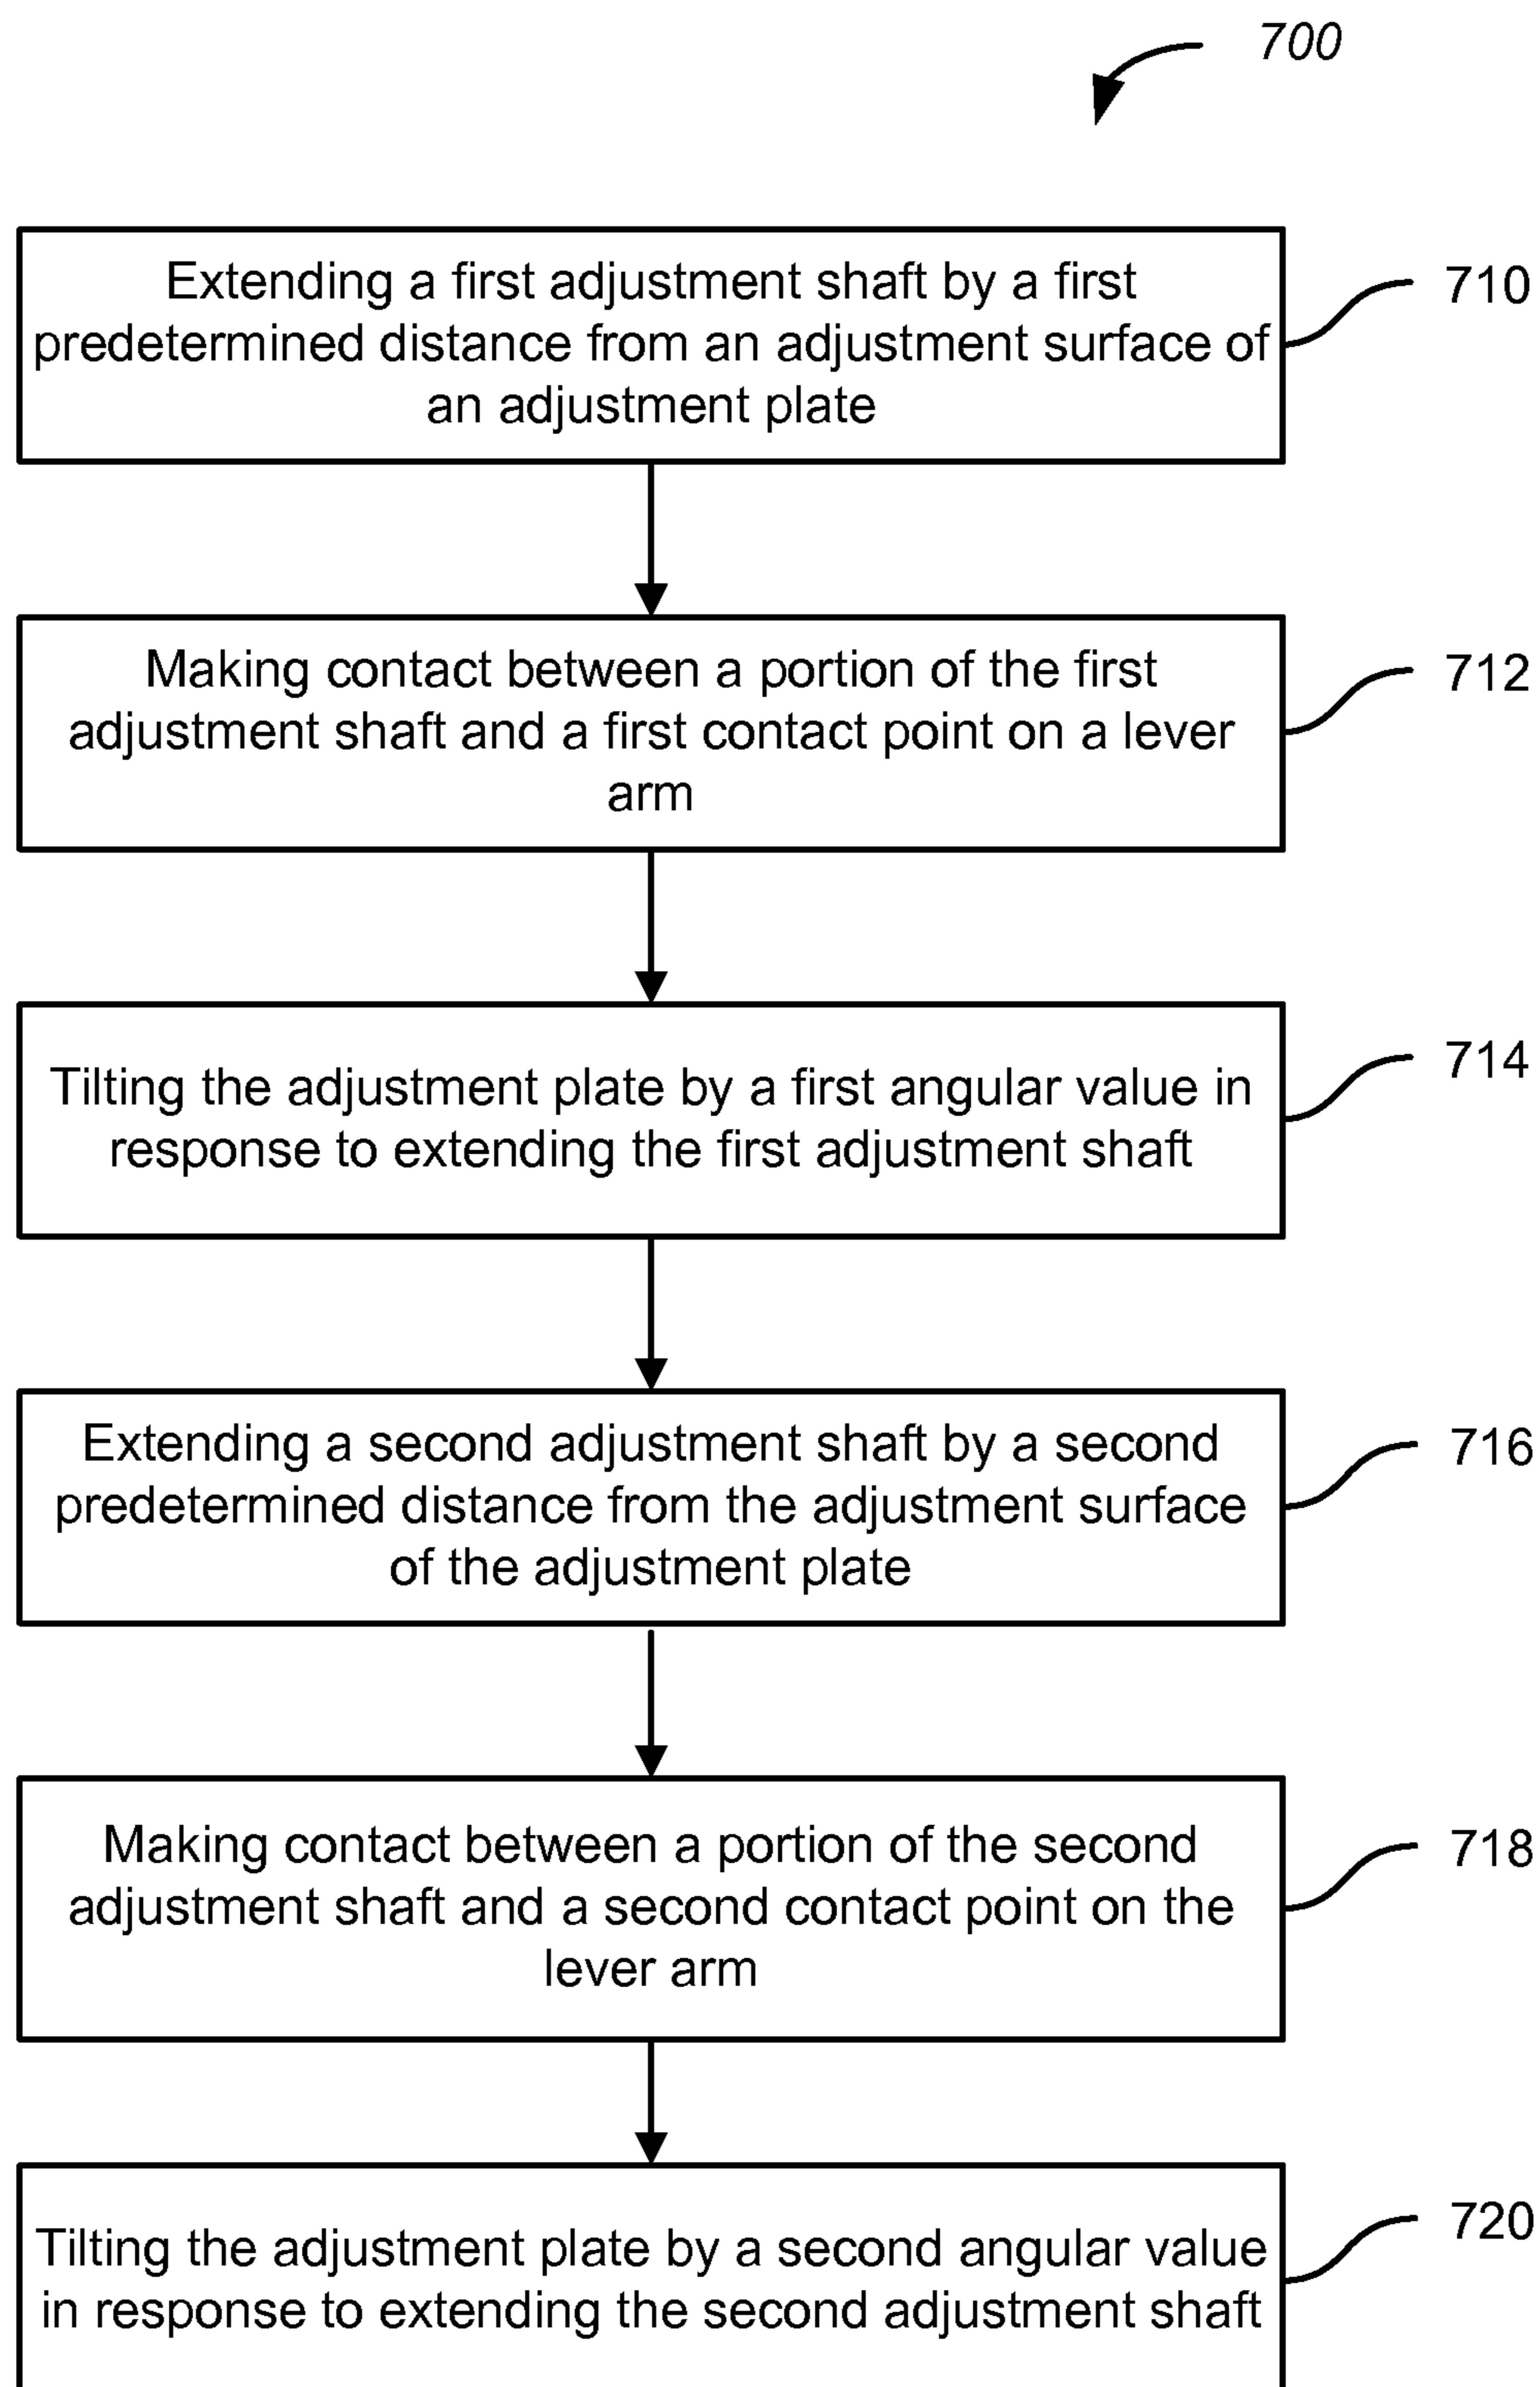 700
Extending a first adjustment shaft by a first
predetermined distance from an adjustment surface of
an adjustment plate
710
Making contact between a portion of the first
adjustment shaft and a first contact point on a lever
arm
712
Tilting the adjustment plate by a first angular value in
response to extending the first adjustment shaft
714
Extending a second adjustment shaft by a second
predetermined distance from the adjustment surface
of the adjustment plate
716
Making contact between a portion of the second
adjustment shaft and a second contact point on the
lever arm
718
Tilting the adjustment plate by a second angular value
in response to extending the second adjustment shaft
720